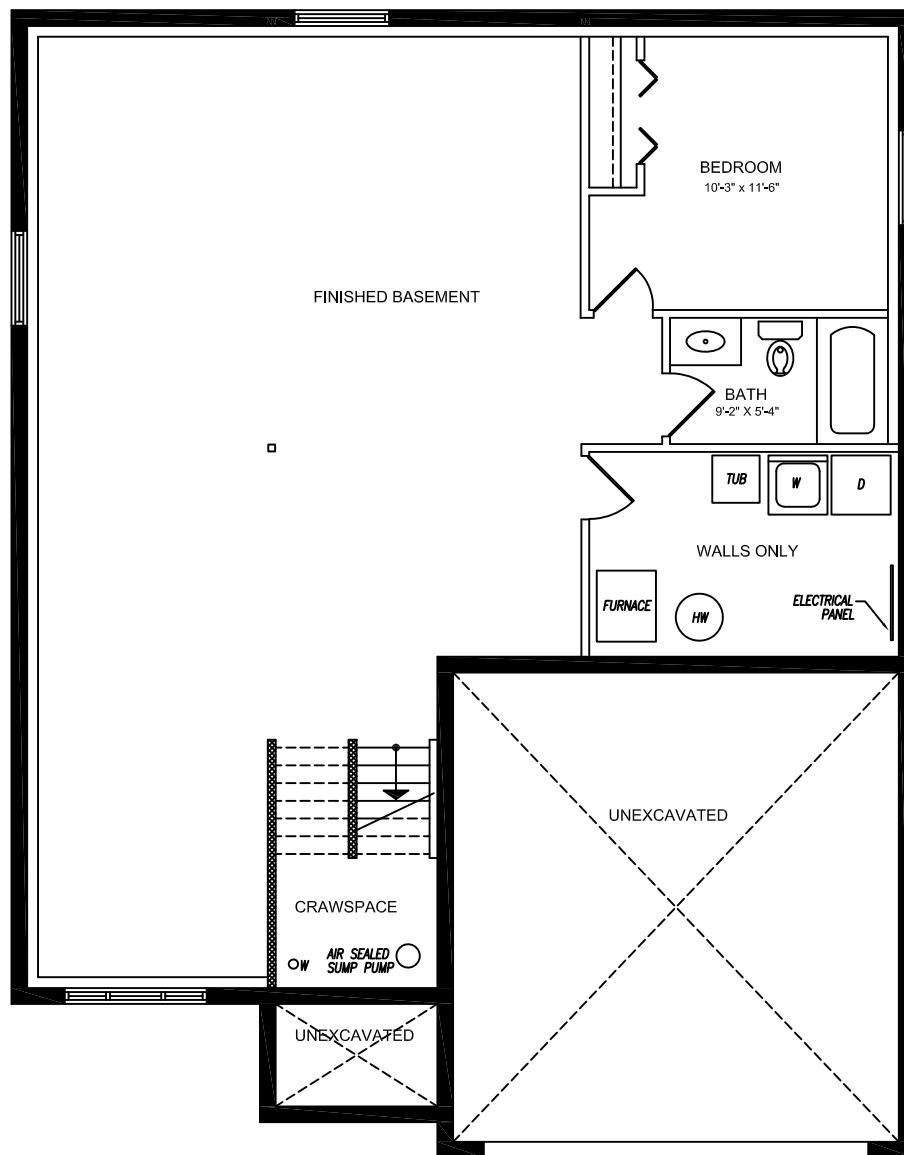 BEDROOM
10'-3" x 11'-6"
FINISHED BASEMENT
BATH
9'-2" X 5'-4"
TUB
W
D
WALLS ONLY
FURNACE
HW
ELECTRICAL
PANEL
UNEXCAVATED
CRAWSPACE
W
AIR SEALED
SUMP PUMP
UNEXCAVATED